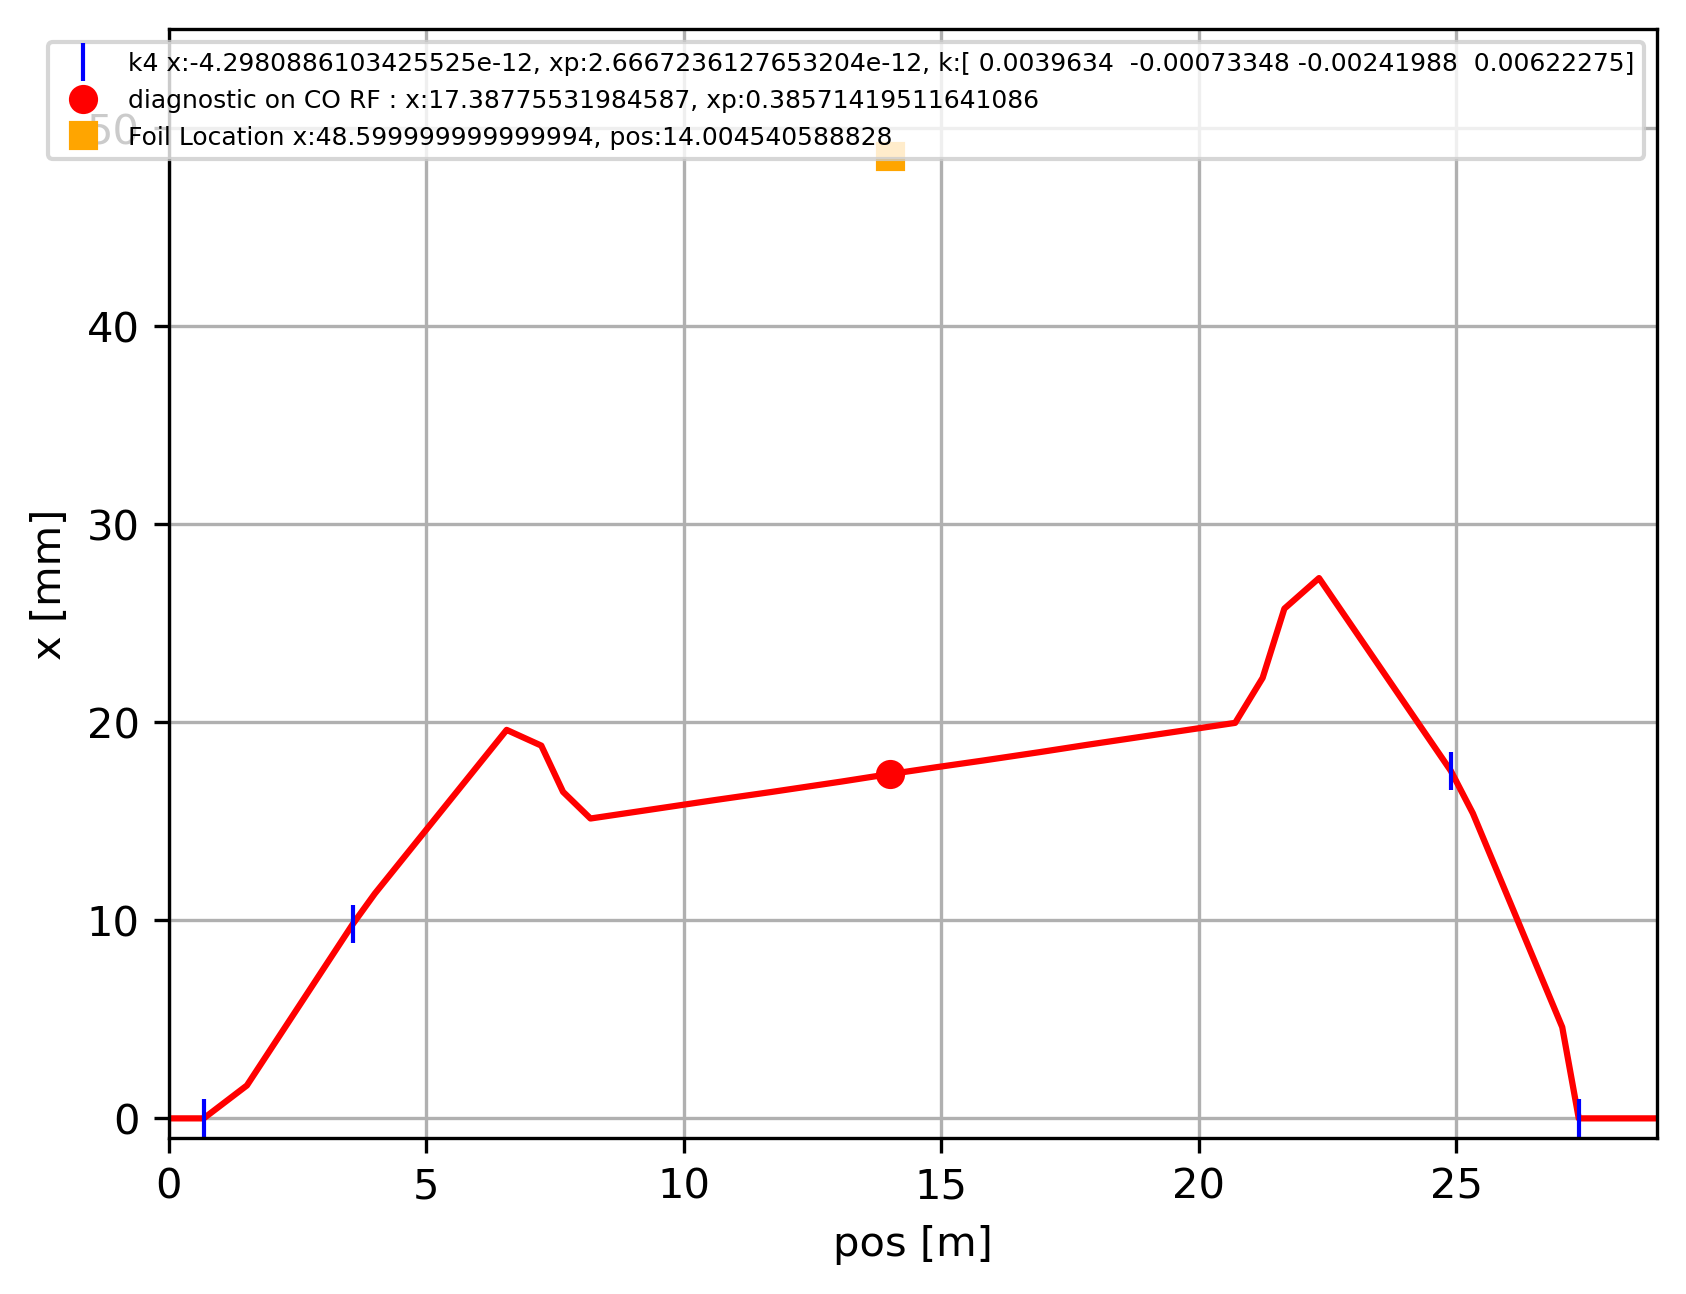 k4 x:-4.2980886103425525e-12, xp:2.6667236127653204e-12, k:[ 0.0039634  -0.00073348 -0.00241988  0.00622275]
diagnostic on CO RF : x:17.38775531984587, xp:0.38571419511641086
Foil Location x:48.599999999999994, pos:14.004540588828
50
40
30
20
10
0
x [mm]
0 5 10 15 20 25
pos [m]